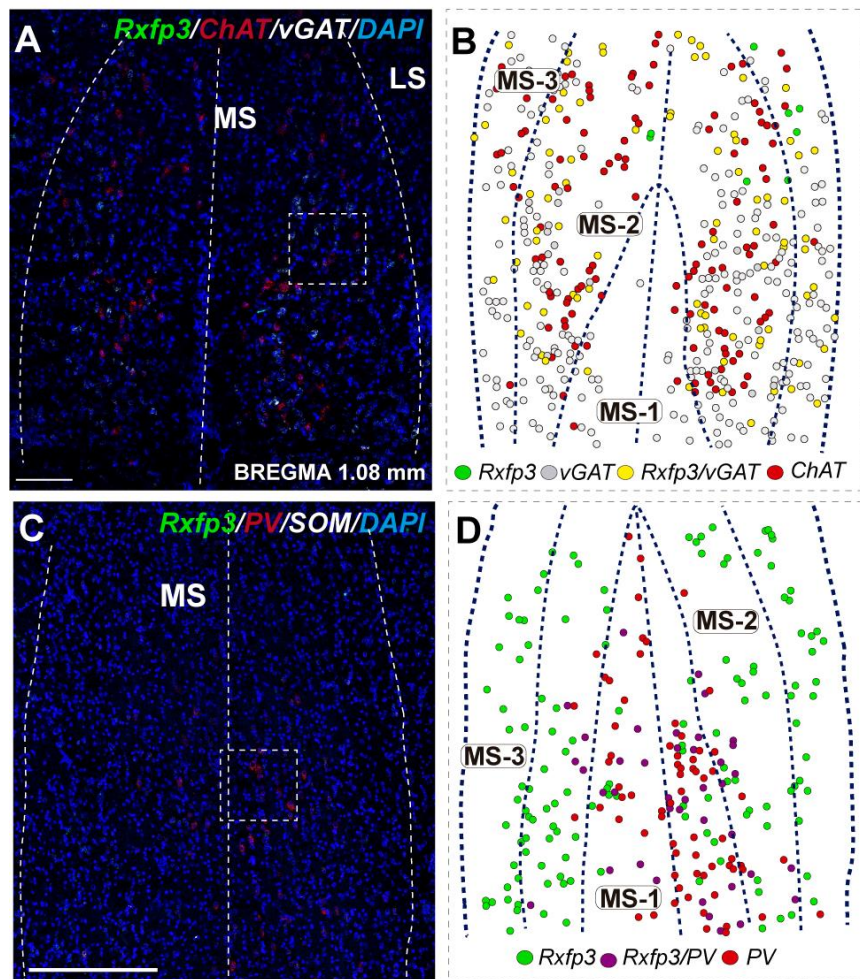 A
Rxfp3/ChAT/vGAT/DAPI
LS
MS
BREGMA 1.08 mm
B
MS-3
MS-2
MS-1
Rxfp3 vGAT Rxfp3/vGAT ChAT
C
Rxfp3/PV/SOM/DAPI
MS
D
MS-2
MS-3
MS-1
Rxfp3 Rxfp3/PV PV